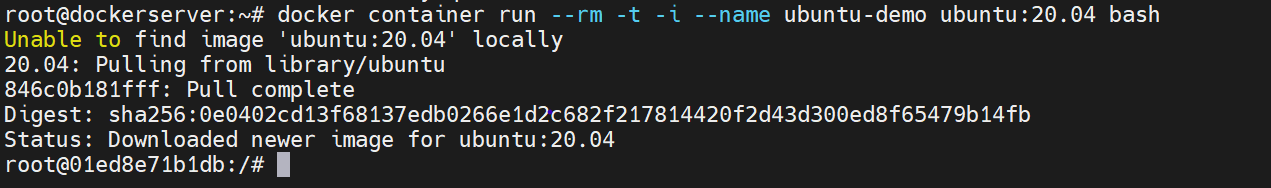 root@dockerserver:~# docker container run --rm -t -i --name ubuntu-demo ubuntu:20.04 bash
Unable to find image 'ubuntu:20.04' locally
20.04: Pulling from library/ubuntu
846c0b181fff: Pull complete
Digest: sha256:0e0402cd13f68137edb0266e1d2c682f217814420f2d43d300ed8f65479b14fb
Status: Downloaded newer image for ubuntu:20.04
root@01ed8e71b1db:/#